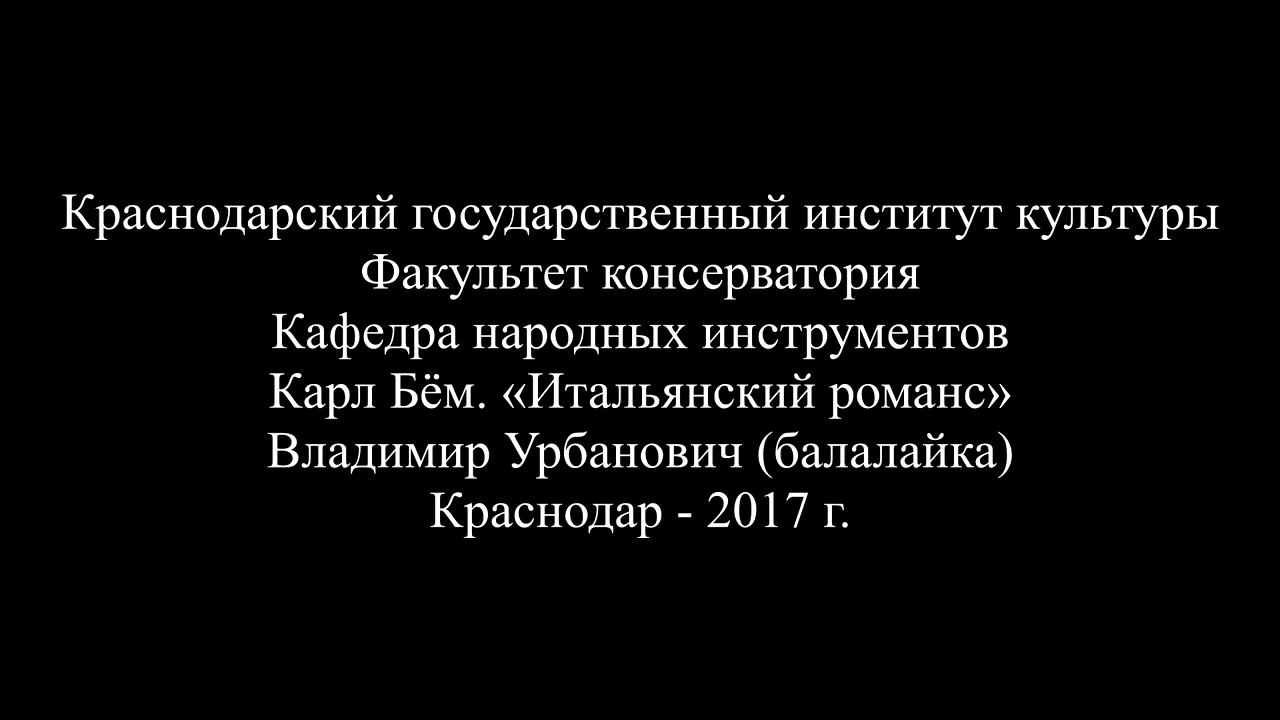 Краснодарский государственный институт культуры
Факультет консерватория
Кафедра народных инструментов
Карл Бём. «Итальянский романс»
Владимир Урбанович (балалайка)
Краснодар - 2017 г.